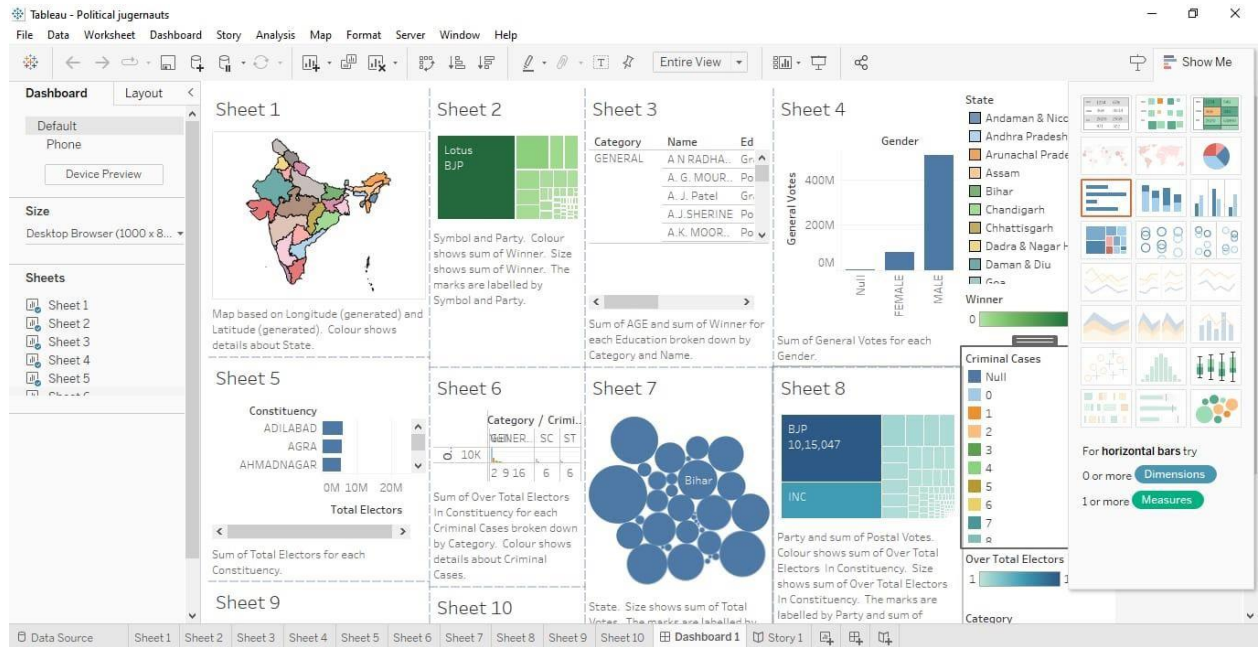 Tableau - Political jugernauts
File Data Worksheet Dashboard Story Analysis Map Format Server Window Help
Entire View
Show Me
Dashboard Layout
Default
Phone
Device Preview
Size
Desktop Browser (1000 x 8...
Sheets
Sheet 1
Sheet 2
Sheet 3
Sheet 4
Sheet 5
Sheet 1
Map based on Longitude (generated) and
Latitude (generated). Colour shows
details about State.
Sheet 2
Lotus
BJP
Symbol and Party. Colour
shows sum of Winner. Size
shows sum of Winner. The
marks are labelled by
Symbol and Party.
Sheet 3
Category Name Ed
GENERAL A N RADHA.. Gr
A. G. MOUR.. Po
A. J. Patel Gr
A.J.SHERINE Po
A.K. MOOR.. Po
Sum of AGE and sum of Winner for
each Education broken down by
Category and Name.
Sheet 4
Gender
General Votes
400M
200M
0M
Null
FEMALE
MALE
Sum of General Votes for each
Gender.
State
Andaman & Nico
Andhra Pradesh
Arunachal Prade
Assam
Bihar
Chandigarh
Chhattisgarh
Dadra & Nagar H
Daman & Diu
Goa
Winner
0
Criminal Cases
Null
0
1
2
3
4
5
6
7
8
Over Total Electors
1
Category
Sheet 5
Constituency
ADILABAD
AGRA
AHMADNAGAR
0M 10M 20M
Total Electors
Sum of Total Electors for each
Constituency.
Sheet 6
Category / Crimi..
SC ST
10K
2 9 16 6 6
Sum of Over Total Electors
In Constituency for each
Criminal Cases broken down
by Category. Colour shows
details about Criminal
Cases.
Sheet 7
Bihar
State. Size shows sum of Total
Votes. The marks are labelled by
Sheet 8
BJP
10,15,047
INC
Party and sum of Postal Votes.
Colour shows sum of Over Total
Electors In Constituency. Size
shows sum of Over Total Electors
In Constituency. The marks are
labelled by Party and sum of
Sheet 9
Sheet 10
For horizontal bars try
0 or more Dimensions
1 or more Measures
Data Source Sheet 1 Sheet 2 Sheet 3 Sheet 4 Sheet 5 Sheet 6 Sheet 7 Sheet 8 Sheet 9 Sheet 10 Dashboard 1 Story 1